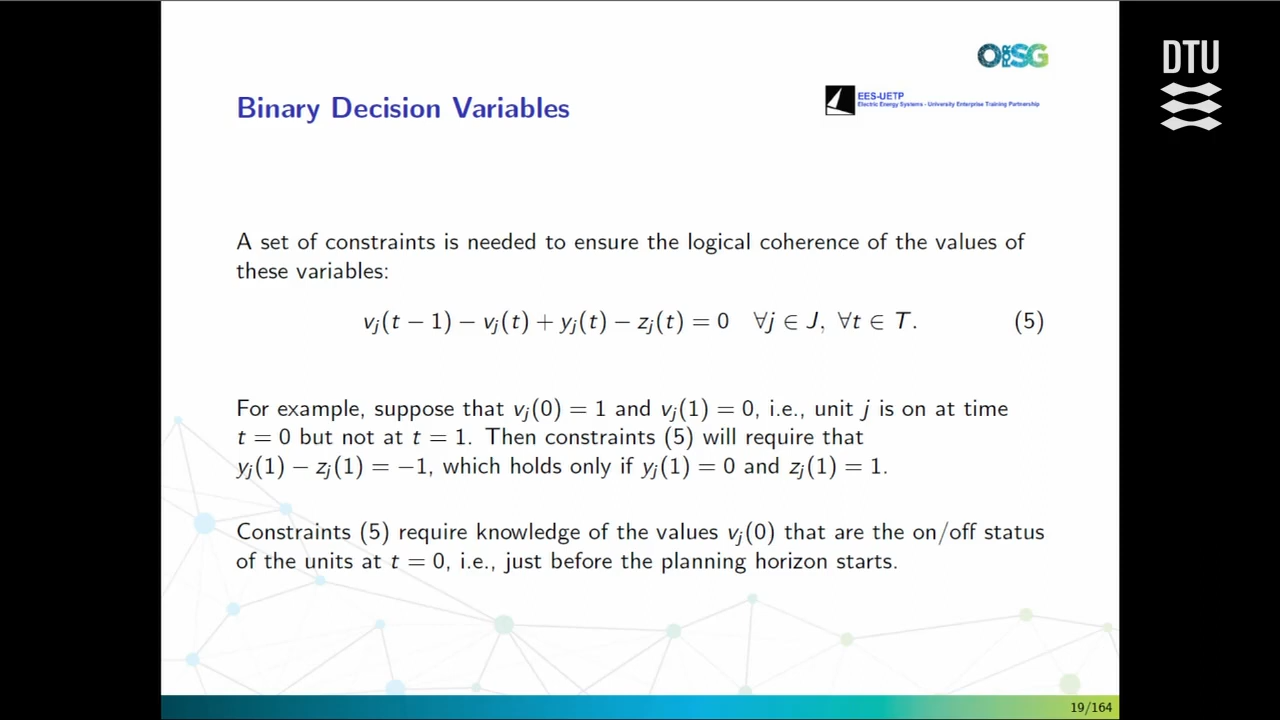 OforSG
DTU
EES-UETP
Electric Energy Systems - University Enterprise Training Partnership
Binary Decision Variables
A set of constraints is needed to ensure the logical coherence of the values of
these variables:
vⱼ(t − 1) − vⱼ(t) + yⱼ(t) − zⱼ(t) = 0 ∀j ∈ J, ∀t ∈ T. (5)
For example, suppose that vⱼ(0) = 1 and vⱼ(1) = 0, i.e., unit j is on at time
t = 0 but not at t = 1. Then constraints (5) will require that
yⱼ(1) − zⱼ(1) = −1, which holds only if yⱼ(1) = 0 and zⱼ(1) = 1.
Constraints (5) require knowledge of the values vⱼ(0) that are the on/off status
of the units at t = 0, i.e., just before the planning horizon starts.
19/164